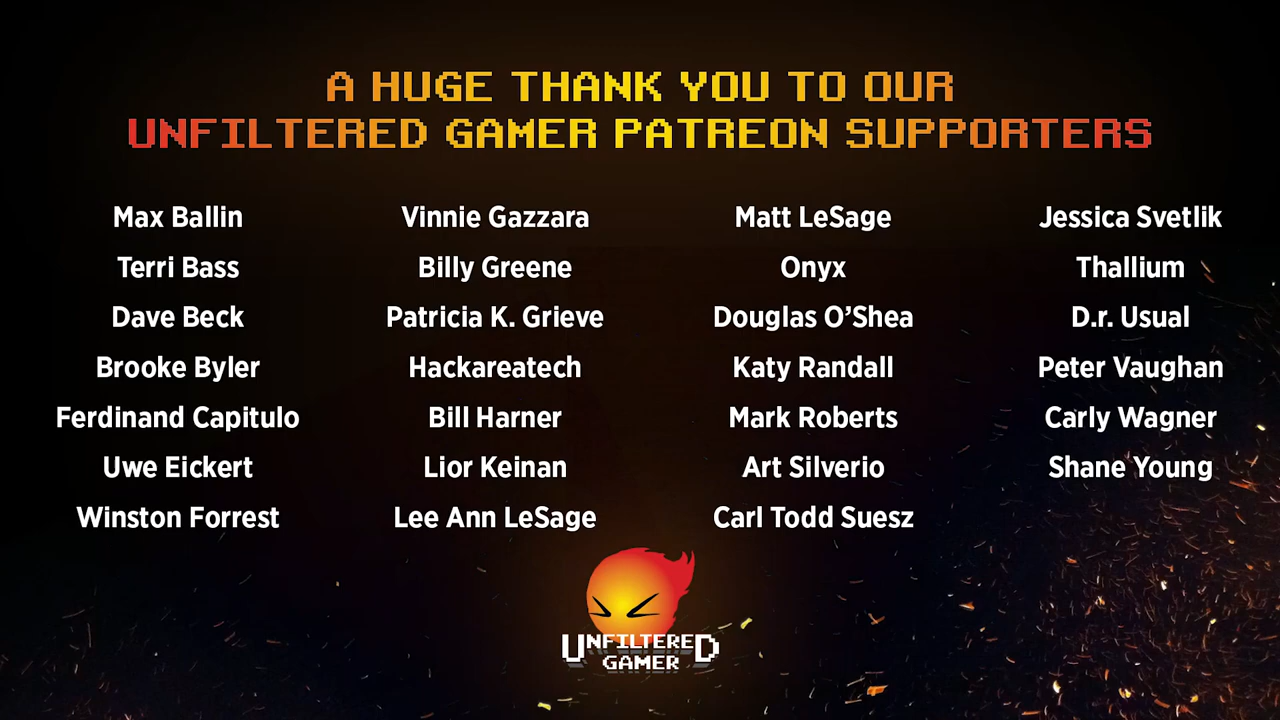 A HUGE THANK YOU TO OUR
UNFILTERED GAMER PATREON SUPPORTERS
Max Ballin
Terri Bass
Dave Beck
Brooke Byler
Ferdinand Capitulo
Uwe Eickert
Winston Forrest
Vinnie Gazzara
Billy Greene
Patricia K. Grieve
Hackareatech
Bill Harner
Lior Keinan
Lee Ann LeSage
Matt LeSage
Onyx
Douglas O’Shea
Katy Randall
Mark Roberts
Art Silverio
Carl Todd Suesz
Jessica Svetlik
Thallium
D.r. Usual
Peter Vaughan
Carly Wagner
Shane Young
UNFILTERED
GAMER